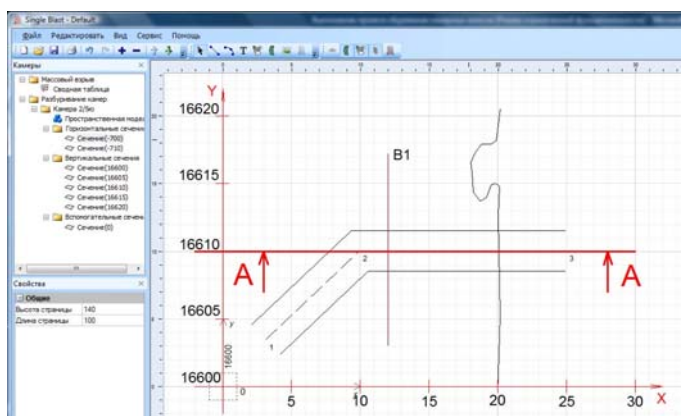 Single Blast - Default
Файл Редактировать Вид Сервис Помощь
Камеры
Массовый взрыв
Сводная таблица
Разбуривание камер
Камера 2/5ю
Пространственная модел
Горизонтальные сечения
Сечение(-700)
Сечение(-710)
Вертикальные сечения
Сечение(16600)
Сечение(16605)
Сечение(16610)
Сечение(16615)
Сечение(16620)
Вспомогательные сечен
Сечение(0)
Свойства
Общие
Высота страницы 140
Длина страницы 100
Y
16620
16615
B1
16610
2
3
A
A
16605
y
1
16600
16600
0
5
10
15
20
25
30
X